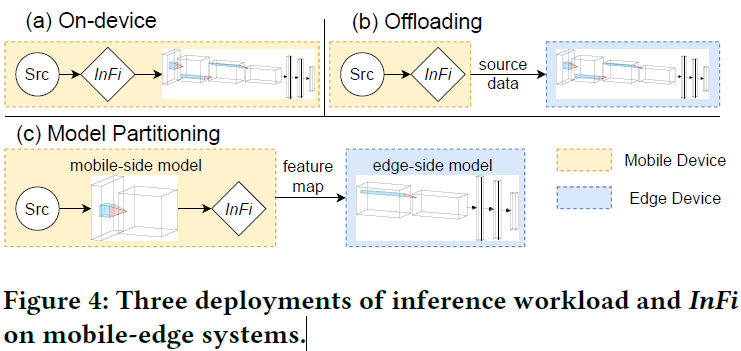 (a) On-device
(b) Offloading
Src
InFi
Src
InFi
source
data
(c) Model Partitioning
mobile-side model
feature
map
edge-side model
Src
InFi
Mobile Device
Edge Device
Figure 4: Three deployments of inference workload and InFi
on mobile-edge systems.